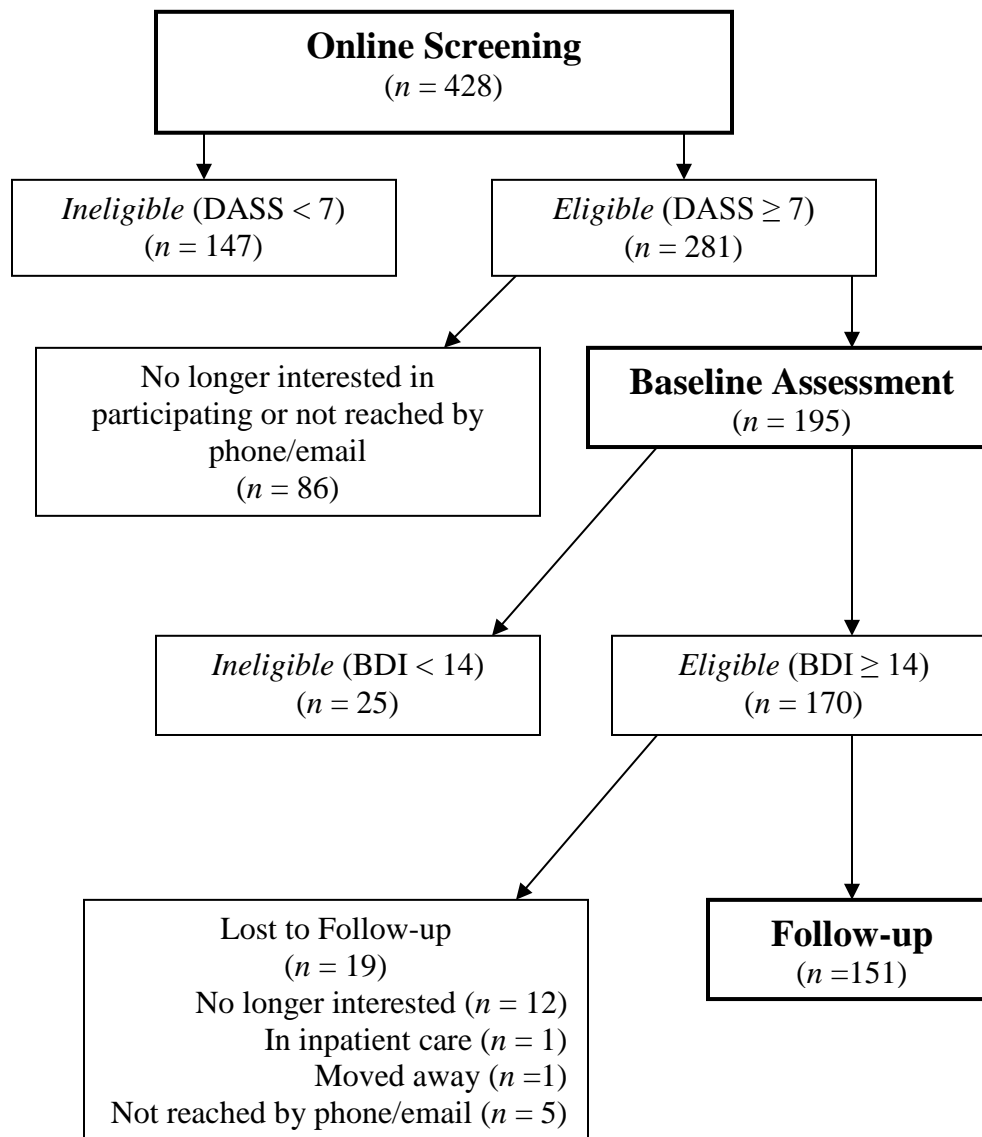 Online Screening
(n = 428)
Ineligible (DASS < 7)
(n = 147)
Eligible (DASS ≥ 7)
(n = 281)
No longer interested in
participating or not reached by
phone/email
(n = 86)
Baseline Assessment
(n = 195)
Ineligible (BDI < 14)
(n = 25)
Eligible (BDI ≥ 14)
(n = 170)
Lost to Follow-up
(n = 19)
No longer interested (n = 12)
In inpatient care (n = 1)
Moved away (n =1)
Not reached by phone/email (n = 5)
Follow-up
(n =151)